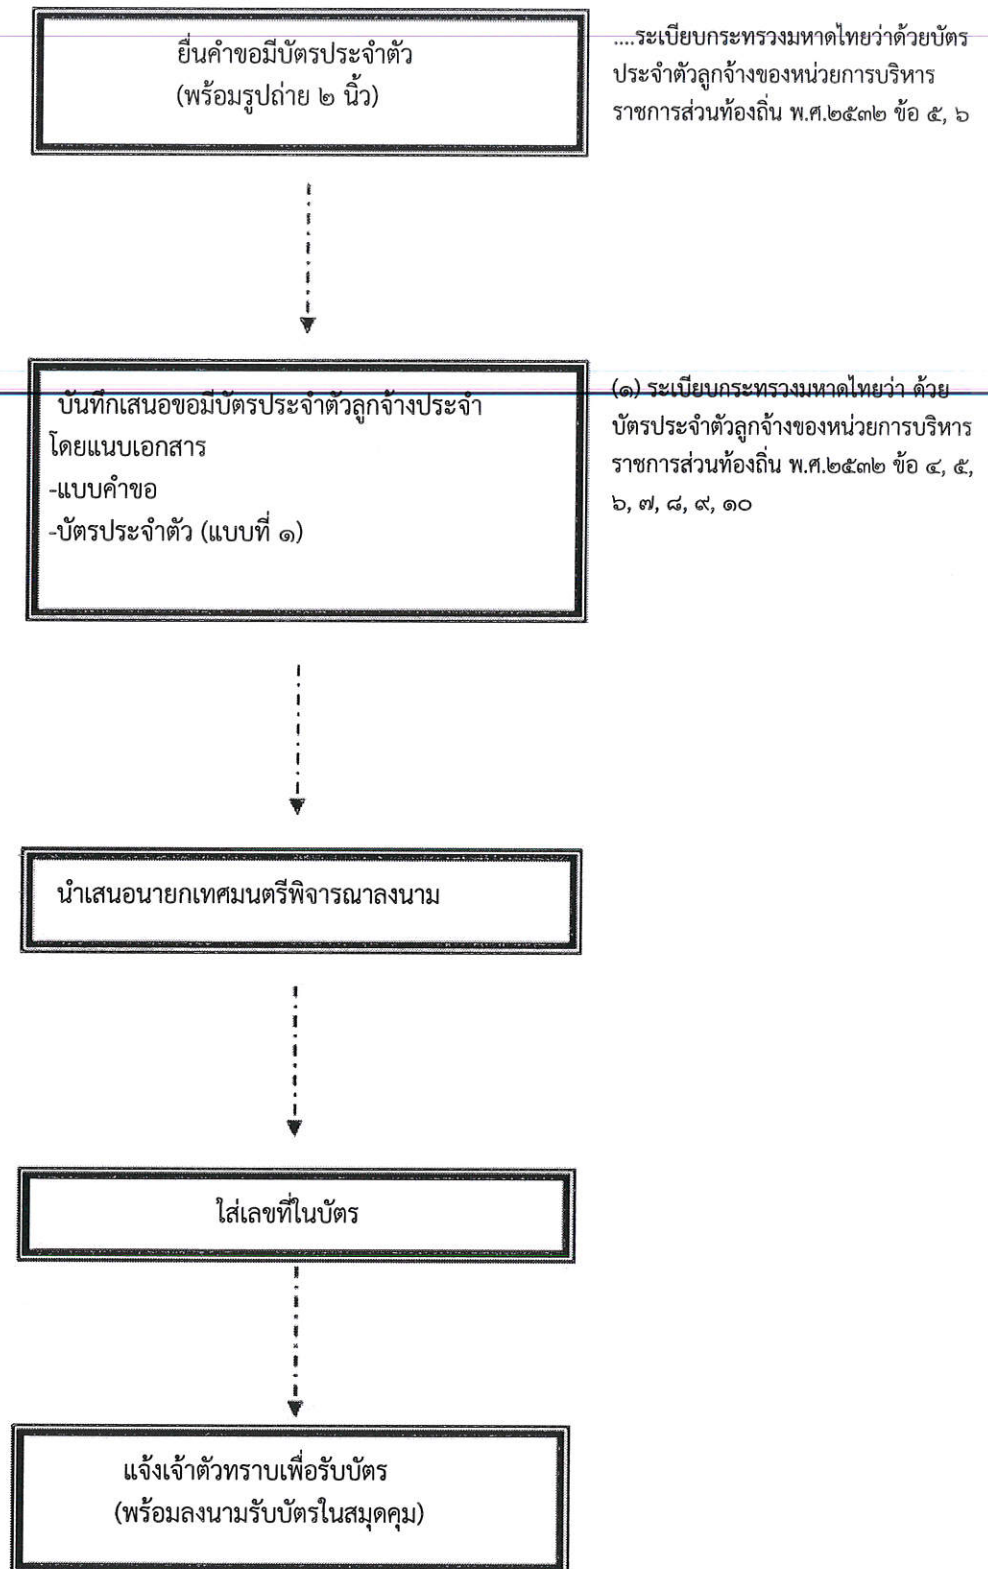 ยื่นคำขอมีบัตรประจำตัว
(พร้อมรูปถ่าย ๒ นิ้ว)
....ระเบียบกระทรวงมหาดไทยว่าด้วยบัตร
ประจำตัวลูกจ้างของหน่วยการบริหาร
ราชการส่วนท้องถิ่น พ.ศ.๒๕๓๒ ข้อ ๕, ๖
บันทึกเสนอขอมีบัตรประจำตัวลูกจ้างประจำ
โดยแนบเอกสาร
-แบบคำขอ
-บัตรประจำตัว (แบบที่ ๑)
(๑) ระเบียบกระทรวงมหาดไทยว่า ด้วย
บัตรประจำตัวลูกจ้างของหน่วยการบริหาร
ราชการส่วนท้องถิ่น พ.ศ.๒๕๓๒ ข้อ ๔, ๕,
๖, ๗, ๘, ๙, ๑๐
นำเสนอนายกเทศมนตรีพิจารณาลงนาม
ใส่เลขที่ในบัตร
แจ้งเจ้าตัวทราบเพื่อรับบัตร
(พร้อมลงนามรับบัตรในสมุดคุม)